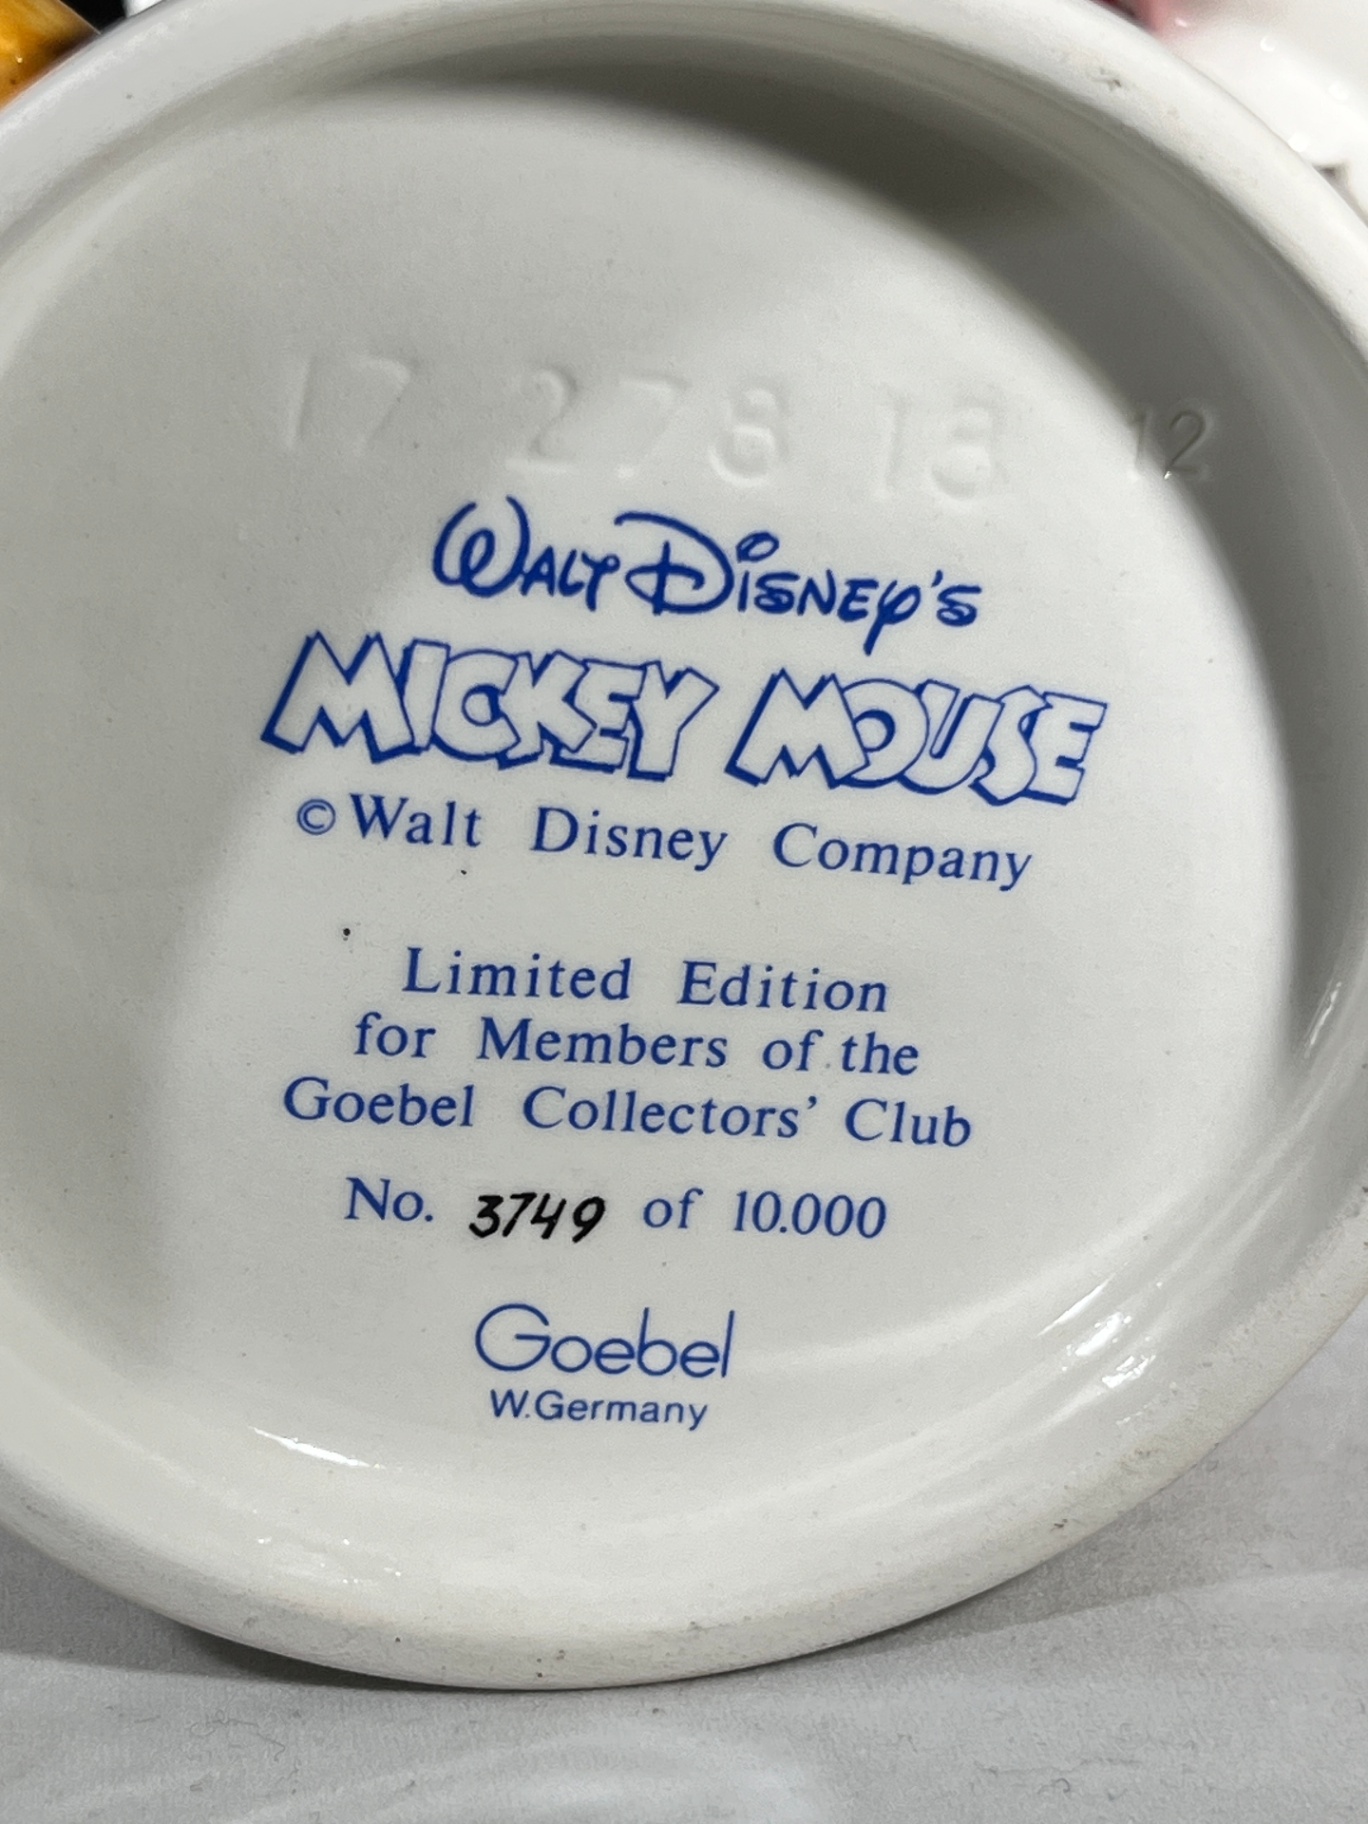 17 278 13 12
Walt Disney's
MICKEY MOUSE
©Walt Disney Company
Limited Edition
for Members of the
Goebel Collectors' Club
No. 3749 of 10.000
Goebel
W.Germany